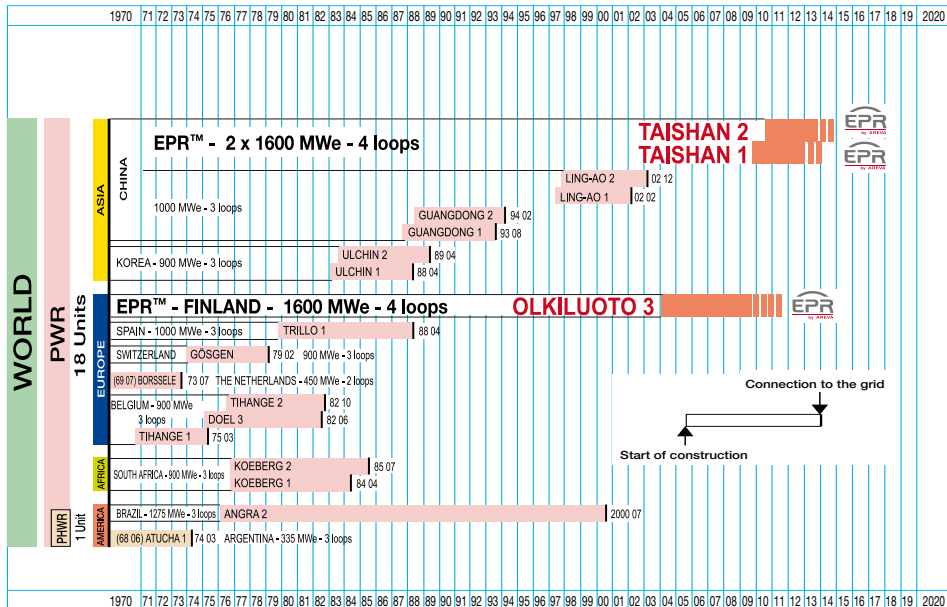 1970 71 72 73 74 75 76 77 78 79 80 81 82 83 84 85 86 87 88 89 90 91 92 93 94 95 96 97 98 99 00 01 02 03 04 05 06 07 08 09 10 11 12 13 14 15 16 17 18 19 2020
WORLD
PWR
18 Units
PHWR
1 Unit
ASIA
CHINA
EPR™ - 2 x 1600 MWe - 4 loops
TAISHAN 2
EPR
by AREVA
TAISHAN 1
EPR
by AREVA
1000 MWe - 3 loops
LING-AO 2 02 12
LING-AO 1 02 02
GUANGDONG 2 94 02
GUANGDONG 1 93 08
KOREA - 900 MWe - 3 loops
ULCHIN 2 89 04
ULCHIN 1 88 04
EUROPE
EPR™ - FINLAND - 1600 MWe - 4 loops
OLKILUOTO 3
EPR
by AREVA
SPAIN - 1000 MWe - 3 loops TRILLO 1 88 04
SWITZERLAND GÖSGEN 79 02 900 MWe - 3 loops
(69 07) BORSSELE 73 07 THE NETHERLANDS - 450 MWe - 2 loops
BELGIUM - 900 MWe
3 loops
TIHANGE 2 82 10
DOEL 3 82 06
TIHANGE 1 75 03
Connection to the grid
Start of construction
AFRICA
SOUTH AFRICA - 900 MWe - 3 loops
KOEBERG 2 85 07
KOEBERG 1 84 04
AMERICA
BRAZIL - 1275 MWe - 3 loops ANGRA 2 2000 07
(68 06) ATUCHA 1 74 03 ARGENTINA - 335 MWe - 3 loops
1970 71 72 73 74 75 76 77 78 79 80 81 82 83 84 85 86 87 88 89 90 91 92 93 94 95 96 97 98 99 00 01 02 03 04 05 06 07 08 09 10 11 12 13 14 15 16 17 18 19 2020